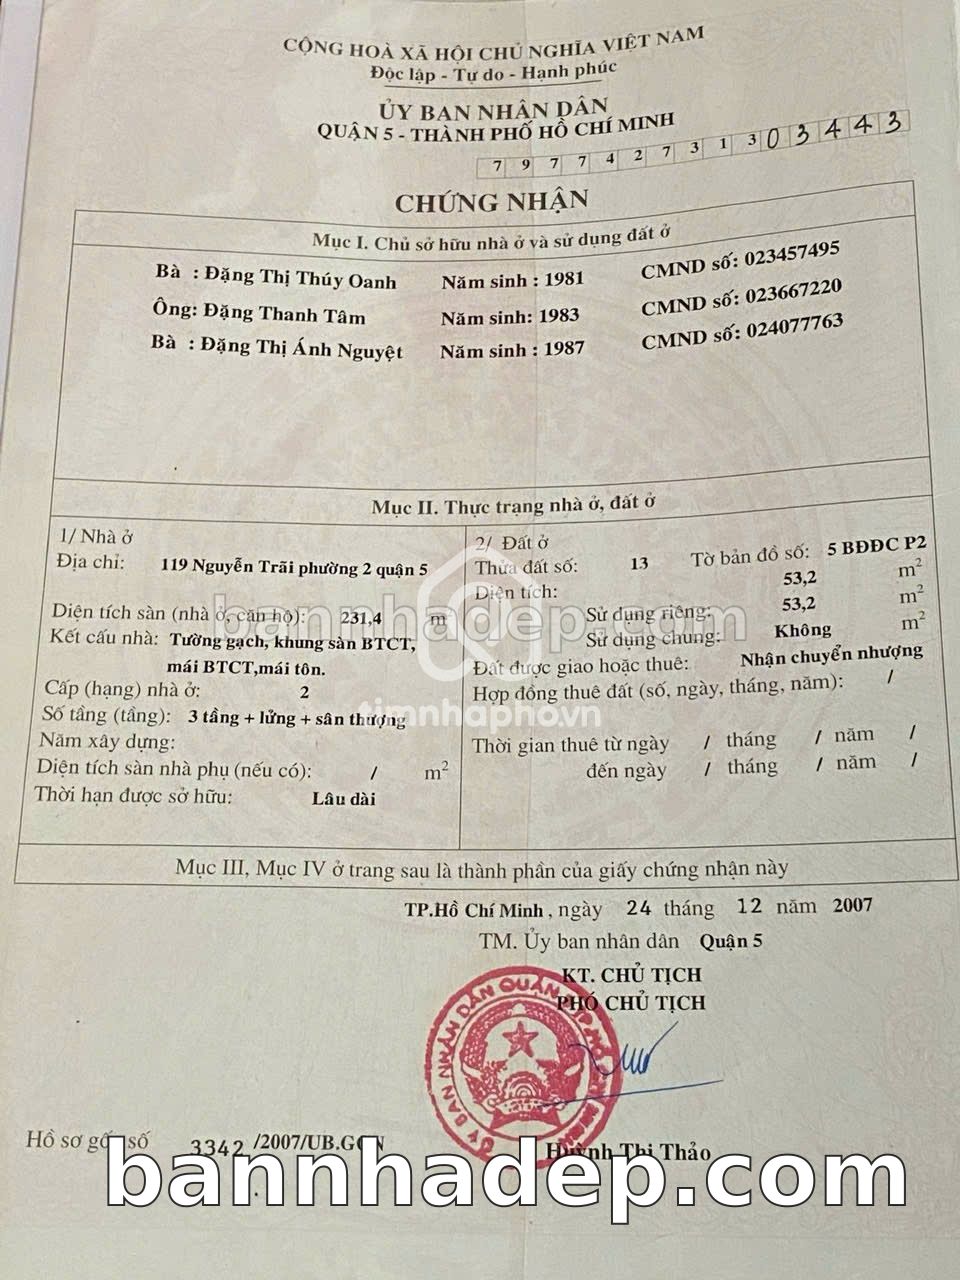 CỘNG HOÀ XÃ HỘI CHỦ NGHĨA VIỆT NAM
Độc lập - Tự do - Hạnh phúc
ỦY BAN NHÂN DÂN
QUẬN 5 - THÀNH PHỐ HỒ CHÍ MINH
7 9 7 7 4 2 7 3 1 3 0 3 4 4 3
CHỨNG NHẬN
Mục I. Chủ sở hữu nhà ở và sử dụng đất ở
Bà : Đặng Thị Thúy Oanh Năm sinh : 1981 CMND số: 023457495
Ông: Đặng Thanh Tâm Năm sinh: 1983 CMND số: 023667220
Bà : Đặng Thị Ánh Nguyệt Năm sinh : 1987 CMND số: 024077763
Mục II. Thực trạng nhà ở, đất ở
1/ Nhà ở
Địa chỉ: 119 Nguyễn Trãi phường 2 quận 5
Diện tích sàn (nhà ở, căn hộ): 231,4 m
Kết cấu nhà: Tường gạch, khung sàn BTCT,
mái BTCT,mái tôn.
Cấp (hạng) nhà ở: 2
Số tầng (tầng): 3 tầng + lửng + sân thượng
Năm xây dựng:
Diện tích sàn nhà phụ (nếu có): / m²
Thời hạn được sở hữu: Lâu dài
2/ Đất ở
Thửa đất số: 13 Tờ bản đồ số: 5 BĐĐC P2
Diện tích: 53,2 m²
Sử dụng riêng: 53,2 m²
Sử dụng chung: Không m²
Đất được giao hoặc thuê: Nhận chuyển nhượng
Hợp đồng thuê đất (số, ngày, tháng, năm): /
Thời gian thuê từ ngày / tháng / năm /
đến ngày / tháng / năm /
bannhadep.com
timnhapho.vn
Mục III, Mục IV ở trang sau là thành phần của giấy chứng nhận này
TP.Hồ Chí Minh , ngày 24 tháng 12 năm 2007
TM. Ủy ban nhân dân Quận 5
KT. CHỦ TỊCH
PHÓ CHỦ TỊCH
ỦY BAN NHÂN DÂN QUẬN
Hồ sơ gốc số 3342 /2007/UB.GCN
Huỳnh Thị Thảo
bannhadep.com